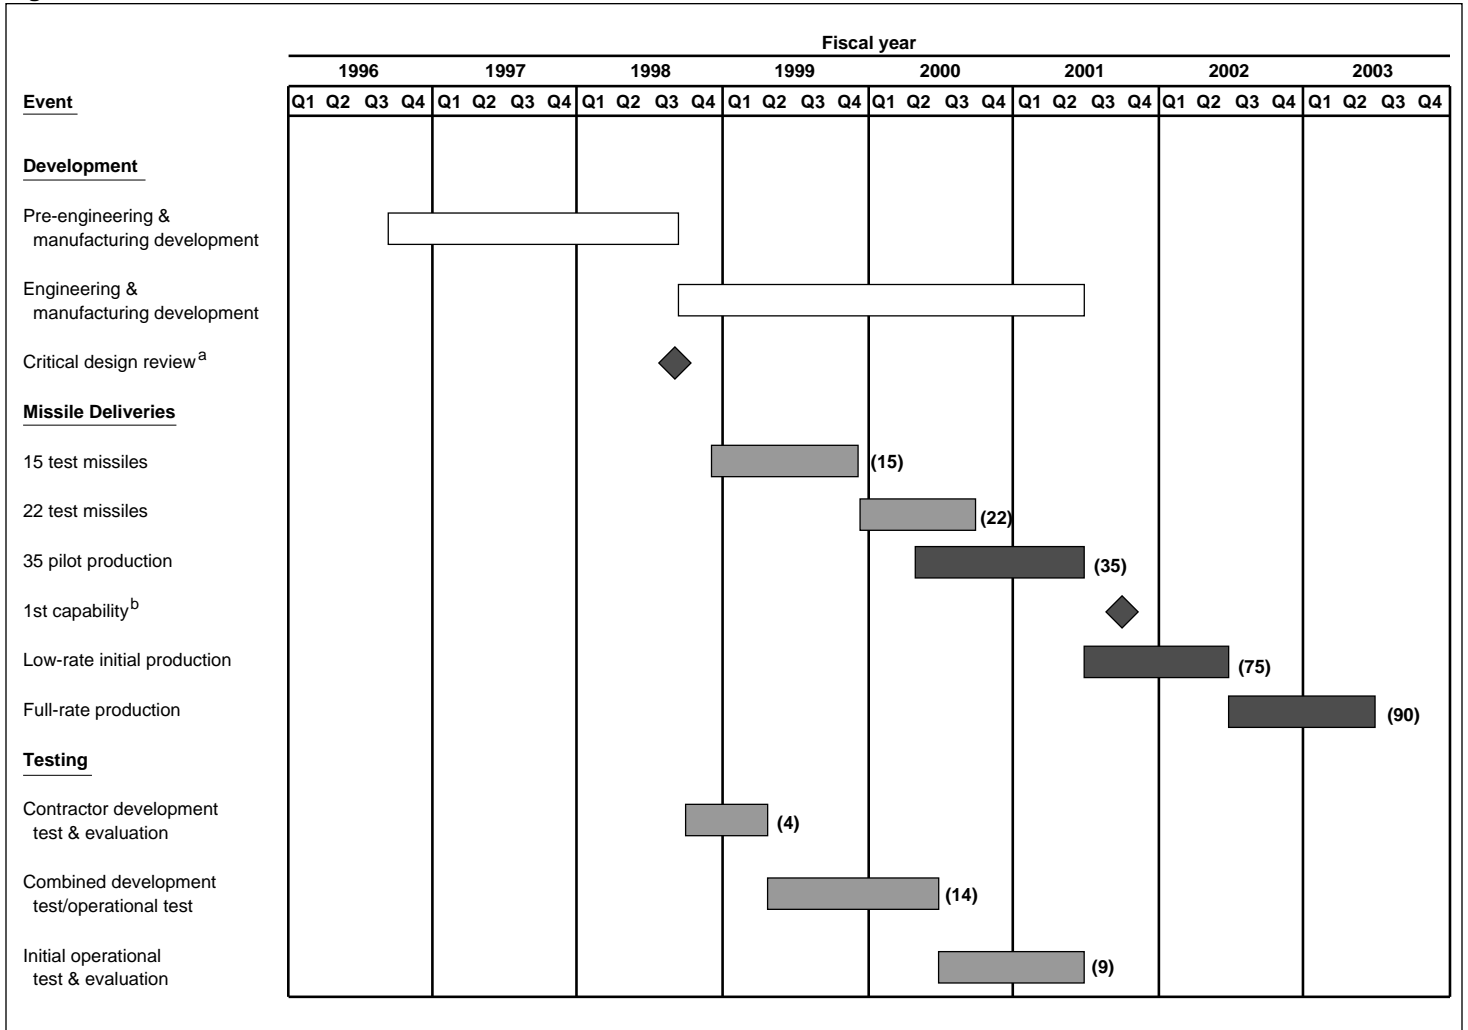 Fiscal year
1996 1997 1998 1999 2000 2001 2002 2003
Event Q1 Q2 Q3 Q4 Q1 Q2 Q3 Q4 Q1 Q2 Q3 Q4 Q1 Q2 Q3 Q4 Q1 Q2 Q3 Q4 Q1 Q2 Q3 Q4 Q1 Q2 Q3 Q4 Q1 Q2 Q3 Q4
Development
Pre-engineering &
manufacturing development
Engineering &
manufacturing development
Critical design review a
Missile Deliveries
15 test missiles (15)
22 test missiles (22)
35 pilot production (35)
1st capability b
Low-rate initial production (75)
Full-rate production (90)
Testing
Contractor development
test & evaluation (4)
Combined development
test/operational test (14)
Initial operational
test & evaluation (9)